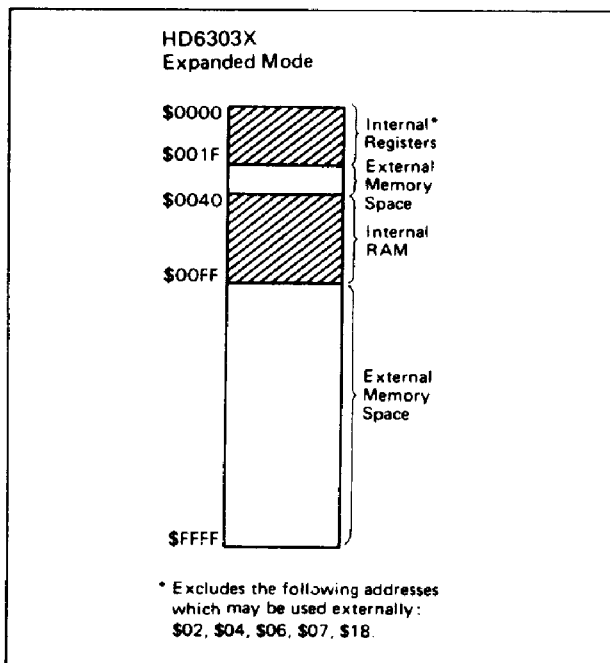 HD6303X
Expanded Mode
$0000
Internal*
Registers
$001F
External
Memory
Space
$0040
Internal
RAM
$00FF
External
Memory
Space
$FFFF
* Excludes the following addresses
which may be used externally:
$02, $04, $06, $07, $18.